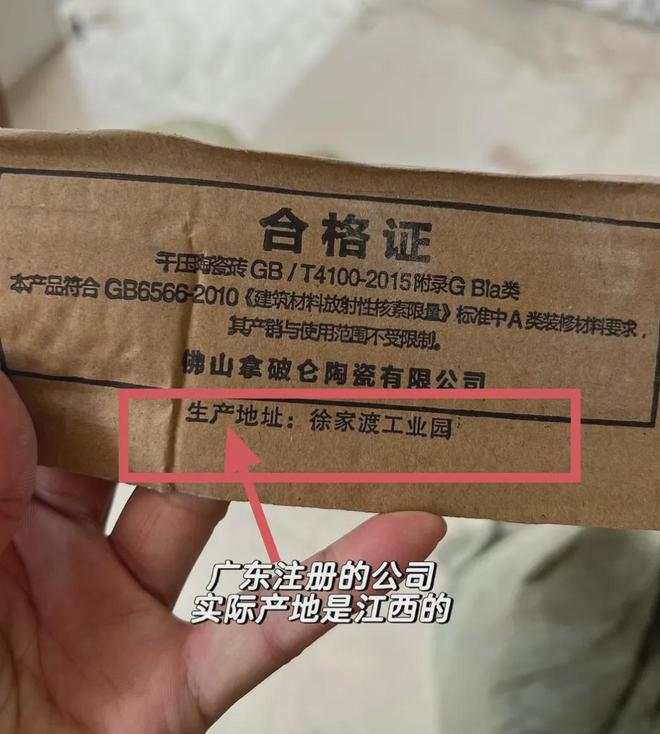 合格证
干压陶瓷砖 GB/T4100-2015附录G BIa类
本产品符合 GB6566-2010《建筑材料放射性核素限量》标准中A类装修材料要求，
其产销与使用范围不受限制。
佛山拿破仑陶瓷有限公司
生产地址：徐家渡工业园
广东注册的公司
实际产地是江西的